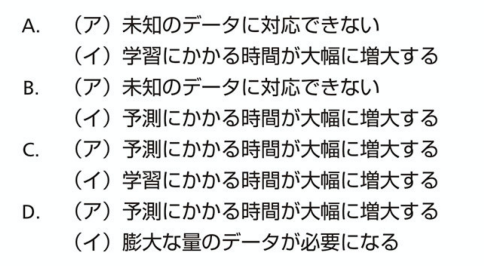 A. （ア）未知のデータに対応できない
（イ）学習にかかる時間が大幅に増大する
B. （ア）未知のデータに対応できない
（イ）予測にかかる時間が大幅に増大する
C. （ア）予測にかかる時間が大幅に増大する
（イ）学習にかかる時間が大幅に増大する
D. （ア）予測にかかる時間が大幅に増大する
（イ）膨大な量のデータが必要になる